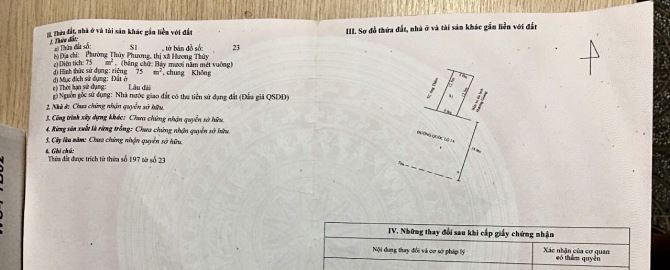 II. Thửa đất, nhà ở và tài sản khác gắn liền với đất
1. Thửa đất:
a) Thửa đất số: S1 , tờ bản đồ số: 23
b) Địa chỉ: Phường Thủy Phương, thị xã Hương Thủy
c) Diện tích: 75 m², (bằng chữ: Bảy mươi năm mét vuông)
d) Hình thức sử dụng: riêng 75 m², chung Không
đ) Mục đích sử dụng: Đất ở
e) Thời hạn sử dụng: Lâu dài
g) Nguồn gốc sử dụng: Nhà nước giao đất có thu tiền sử dụng đất (Đấu giá QSDĐ)
2. Nhà ở: Chưa chứng nhận quyền sở hữu.
3. Công trình xây dựng khác: Chưa chứng nhận quyền sở hữu.
4. Rừng sản xuất là rừng trồng: Chưa chứng nhận quyền sở hữu.
5. Cây lâu năm: Chưa chứng nhận quyền sở hữu.
6. Ghi chú:
Thửa đất được trích từ thửa số 197 tờ số 23
III. Sơ đồ thửa đất, nhà ở và tài sản khác gắn liền với đất
ĐƯỜNG QUỐC LỘ 1A
IV. Những thay đổi sau khi cấp giấy chứng nhận
Nội dung thay đổi và cơ sở pháp lý
Xác nhận của cơ quan
có thẩm quyền